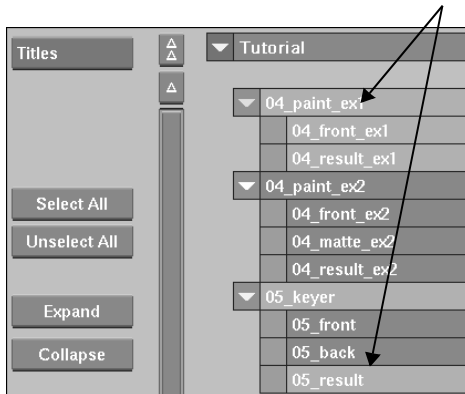 Titles
Tutorial
04_paint_ex1
04_front_ex1
04_result_ex1
Select All
04_paint_ex2
04_front_ex2
Unselect All
04_matte_ex2
04_result_ex2
Expand
05_keyer
05_front
Collapse
05_back
05_result